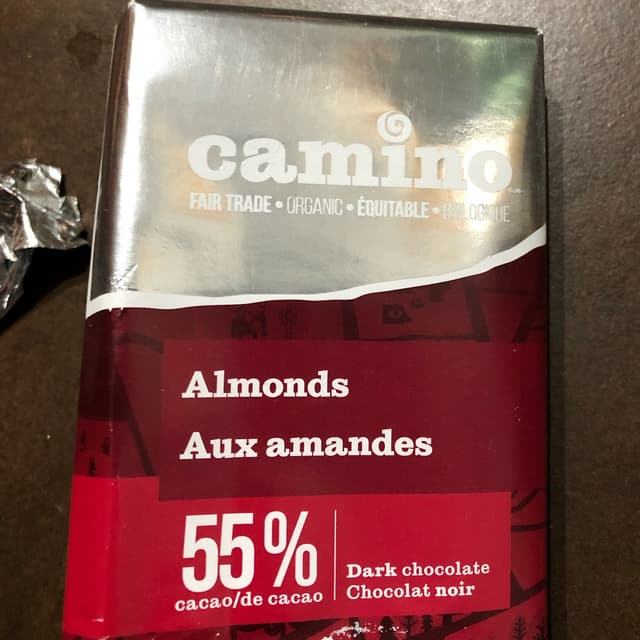 camino
FAIR TRADE • ORGANIC • ÉQUITABLE • BIOLOGIQUE
Almonds
Aux amandes
55%
cacao/de cacao
Dark chocolate
Chocolat noir